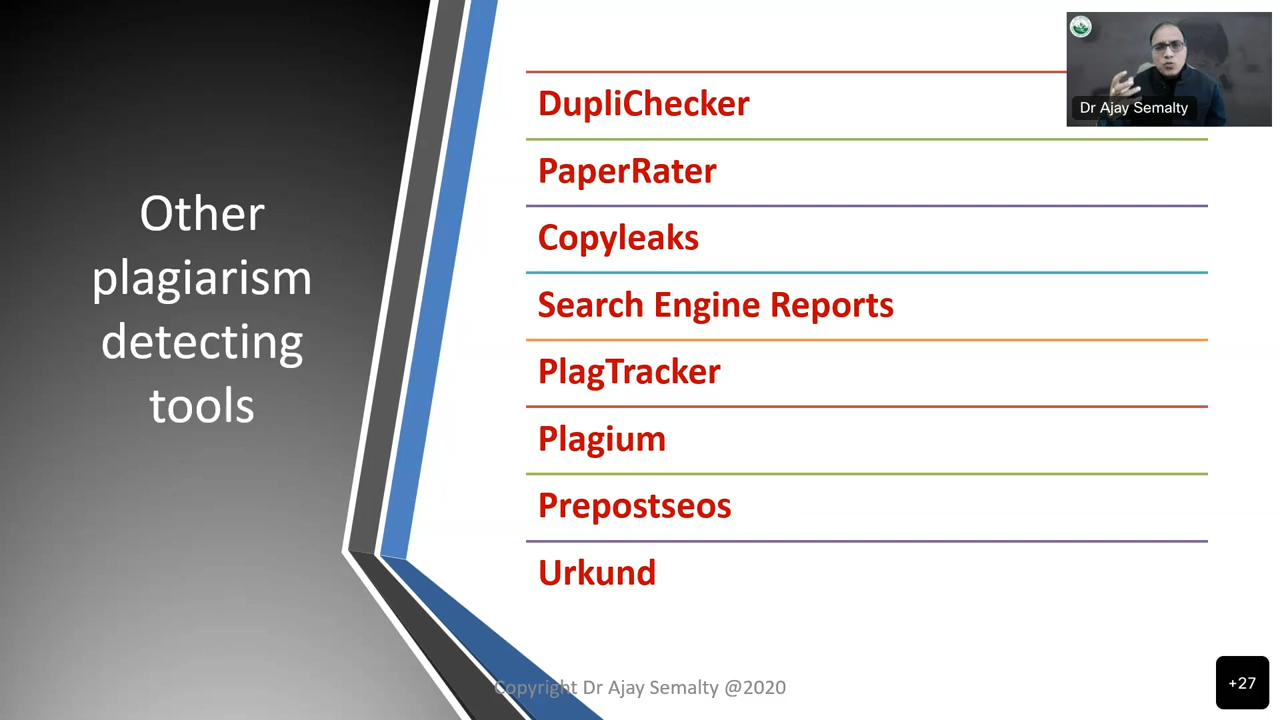 Other
plagiarism
detecting
tools
DupliChecker
PaperRater
Copyleaks
Search Engine Reports
PlagTracker
Plagium
Prepostseos
Urkund
Dr Ajay Semalty
Copyright Dr Ajay Semalty @2020
+27